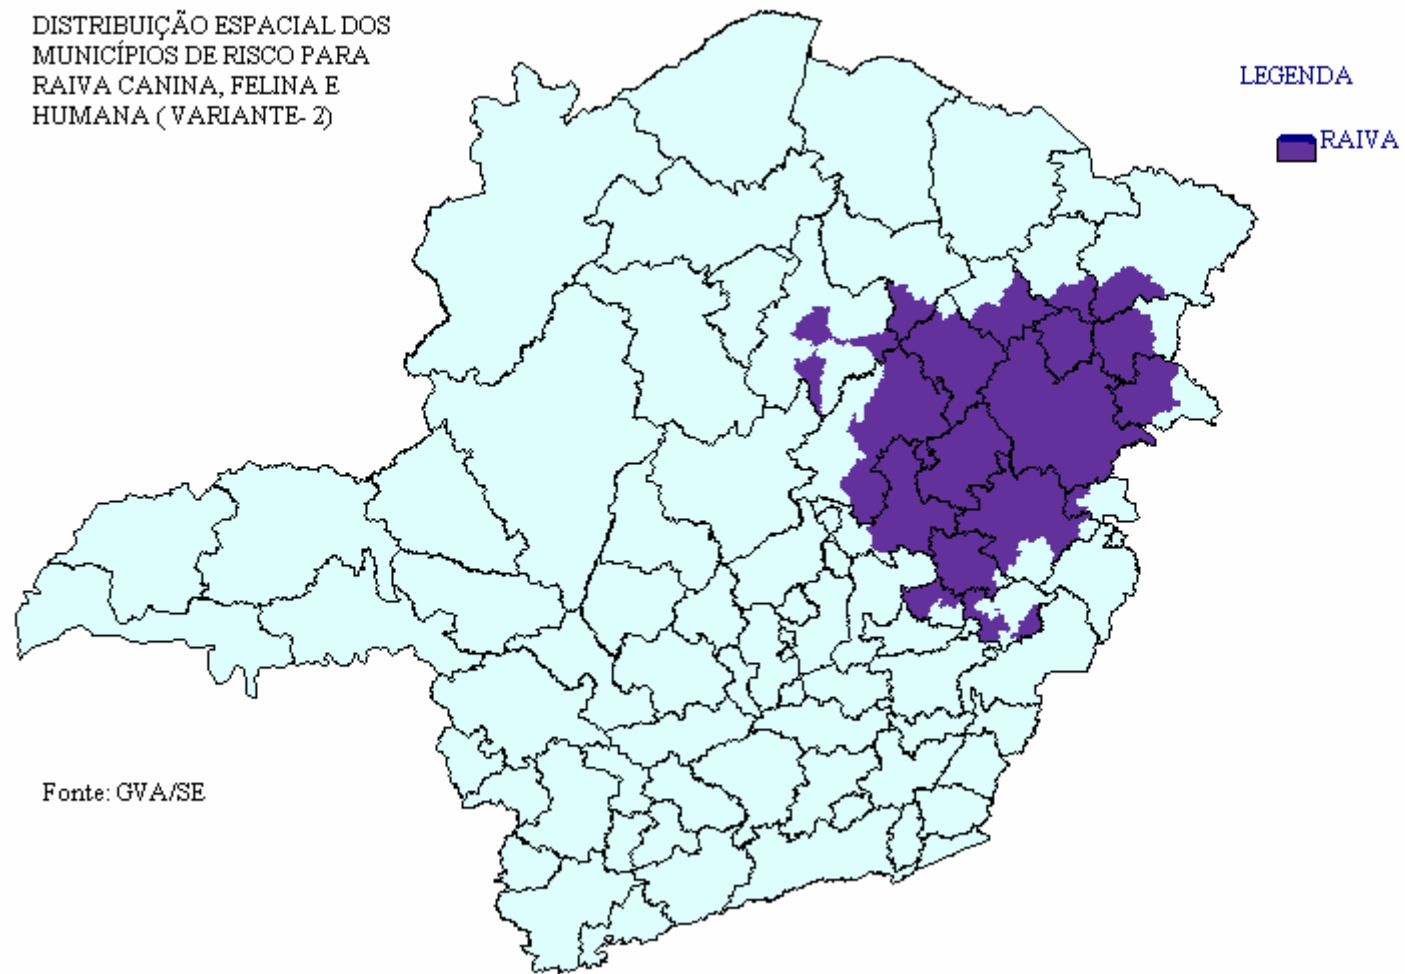 DISTRIBUIÇÃO ESPACIAL DOS
MUNICÍPIOS DE RISCO PARA
RAIVA CANINA, FELINA E
HUMANA ( VARIANTE- 2)
LEGENDA
RAIVA
Fonte: GVA/SE